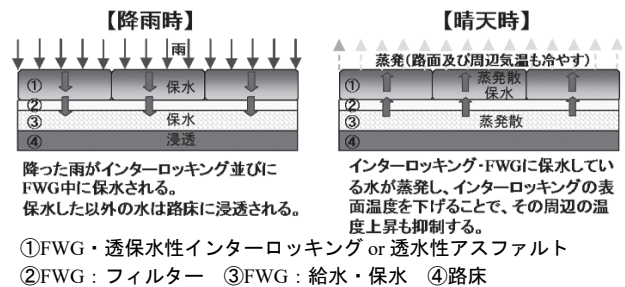 【降雨時】
雨
① 保水
②
③ 保水
④ 浸透
降った雨がインターロッキング並びに
FWG中に保水される。
保水した以外の水は路床に浸透される。
【晴天時】
蒸発(路面及び周辺気温も冷やす)
① 蒸発散
保水
②
③ 蒸発散
④
インターロッキング・FWGに保水してい
る水が蒸発し、インターロッキングの表
面温度を下げることで、その周辺の温
度上昇も抑制する。
①FWG・透保水性インターロッキング or 透水性アスファルト
②FWG：フィルター ③FWG：給水・保水 ④路床